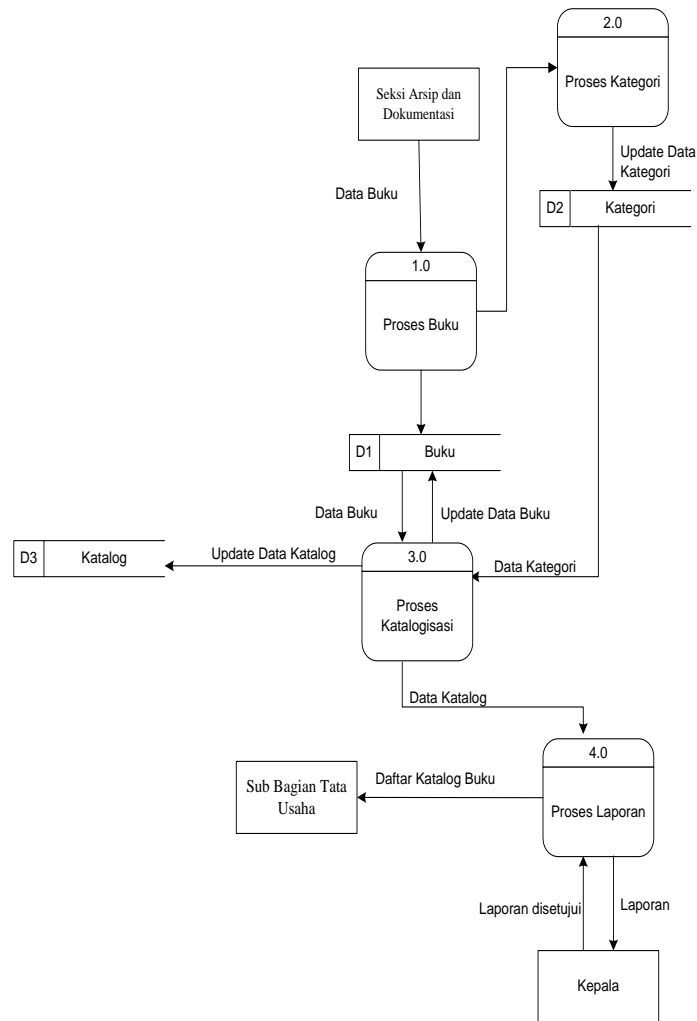 2.0
Proses Kategori
Seksi Arsip dan
Dokumentasi
Update Data
Kategori
Data Buku
D2
Kategori
1.0
Proses Buku
D1
Buku
Data Buku
Update Data Buku
D3
Katalog
Update Data Katalog
3.0
Data Kategori
Proses
Katalogisasi
Data Katalog
4.0
Sub Bagian Tata
Usaha
Daftar Katalog Buku
Proses Laporan
Laporan disetujui
Laporan
Kepala